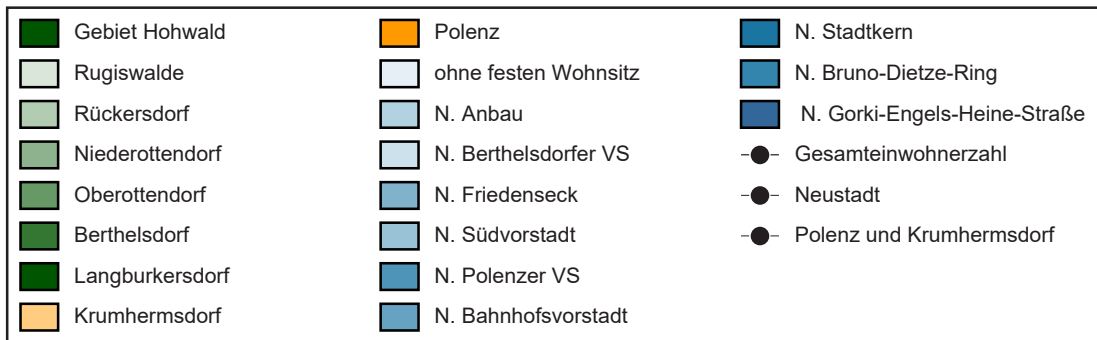 Gebiet Hohwald
Rugiswalde
Rückersdorf
Niederottendorf
Oberottendorf
Berthelsdorf
Langburkersdorf
Krumhermsdorf
Polenz
ohne festen Wohnsitz
N. Anbau
N. Berthelsdorfer VS
N. Friedenseck
N. Südvorstadt
N. Polenzer VS
N. Bahnhofsvorstadt
N. Stadtkern
N. Bruno-Dietze-Ring
N. Gorki-Engels-Heine-Straße
Gesamteinwohnerzahl
Neustadt
Polenz und Krumhermsdorf